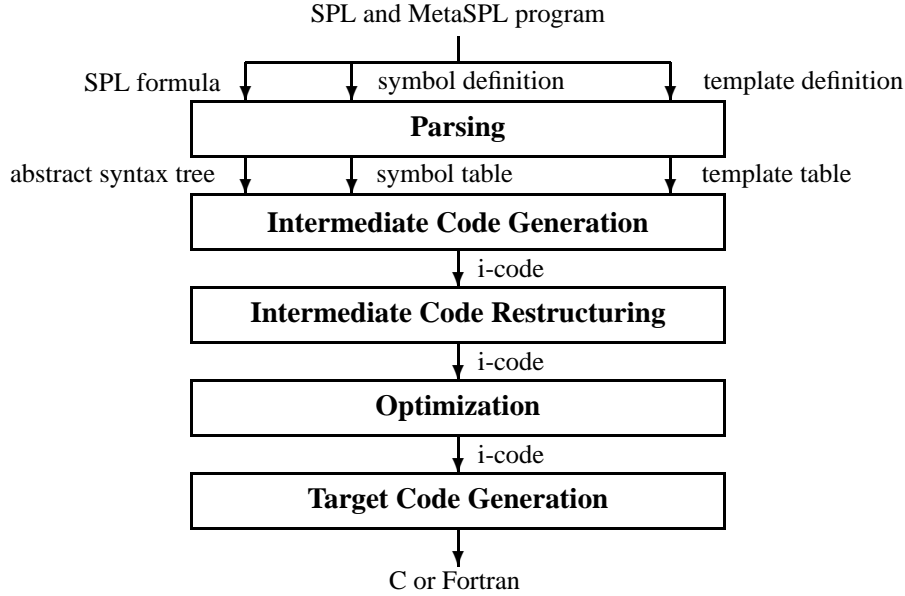 SPL and MetaSPL program
SPL formula
symbol definition
template definition
Parsing
abstract syntax tree
symbol table
template table
Intermediate Code Generation
i-code
Intermediate Code Restructuring
i-code
Optimization
i-code
Target Code Generation
C or Fortran